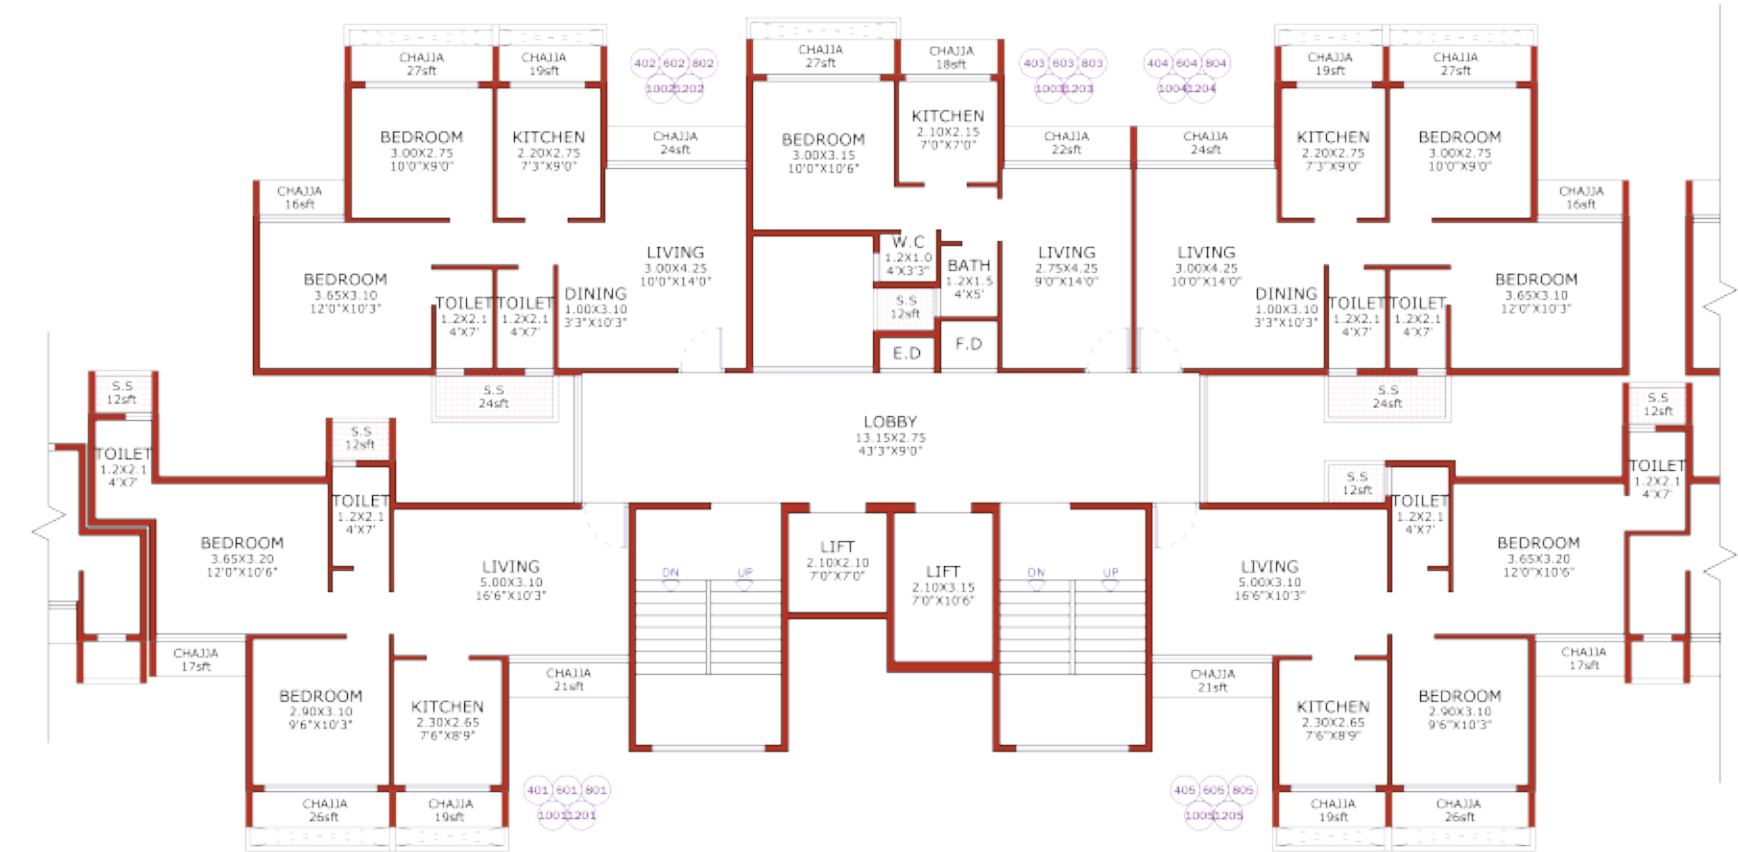 CHAJJA
27sft
CHAJJA
19sft
402 602 802
1002 1202
CHAJJA
27sft
CHAJJA
18sft
403 603 803
1003 1203
404 604 804
1004 1204
CHAJJA
19sft
CHAJJA
27sft
BEDROOM
3.00X2.75
10'0"X9'0"
KITCHEN
2.20X2.75
7'3"X9'0"
CHAJJA
24sft
BEDROOM
3.00X3.15
10'0"X10'6"
KITCHEN
2.10X2.15
7'0"X7'0"
CHAJJA
22sft
CHAJJA
24sft
KITCHEN
2.20X2.75
7'3"X9'0"
BEDROOM
3.00X2.75
10'0"X9'0"
CHAJJA
16sft
CHAJJA
16sft
BEDROOM
3.65X3.10
12'0"X10'3"
TOILET
1.2X2.1
4'X7'
TOILET
1.2X2.1
4'X7'
DINING
1.00X3.10
3'3"X10'3"
LIVING
3.00X4.25
10'0"X14'0"
W.C
1.2X1.0
4'X3'3"
BATH
1.2X1.5
4'X5'
S.S
12sft
E.D
F.D
LIVING
2.75X4.25
9'0"X14'0"
LIVING
3.00X4.25
10'0"X14'0"
DINING
1.00X3.10
3'3"X10'3"
TOILET
1.2X2.1
4'X7'
TOILET
1.2X2.1
4'X7'
BEDROOM
3.65X3.10
12'0"X10'3"
S.S
12sft
S.S
24sft
S.S
24sft
S.S
12sft
LOBBY
13.15X2.75
43'3"X9'0"
S.S
12sft
S.S
12sft
TOILET
1.2X2.1
4'X7'
TOILET
1.2X2.1
4'X7'
TOILET
1.2X2.1
4'X7'
TOILET
1.2X2.1
4'X7'
BEDROOM
3.65X3.20
12'0"X10'6"
LIVING
5.00X3.10
16'6"X10'3"
DN
UP
LIFT
2.10X2.10
7'0"X7'0"
LIFT
2.10X3.15
7'0"X10'6"
DN
UP
LIVING
5.00X3.10
16'6"X10'3"
BEDROOM
3.65X3.20
12'0"X10'6"
CHAJJA
17sft
CHAJJA
21sft
CHAJJA
21sft
CHAJJA
17sft
BEDROOM
2.90X3.10
9'6"X10'3"
KITCHEN
2.30X2.65
7'6"X8'9"
KITCHEN
2.30X2.65
7'6"X8'9"
BEDROOM
2.90X3.10
9'6"X10'3"
401 601 801
1001 1201
405 605 805
1005 1205
CHAJJA
26sft
CHAJJA
19sft
CHAJJA
19sft
CHAJJA
26sft